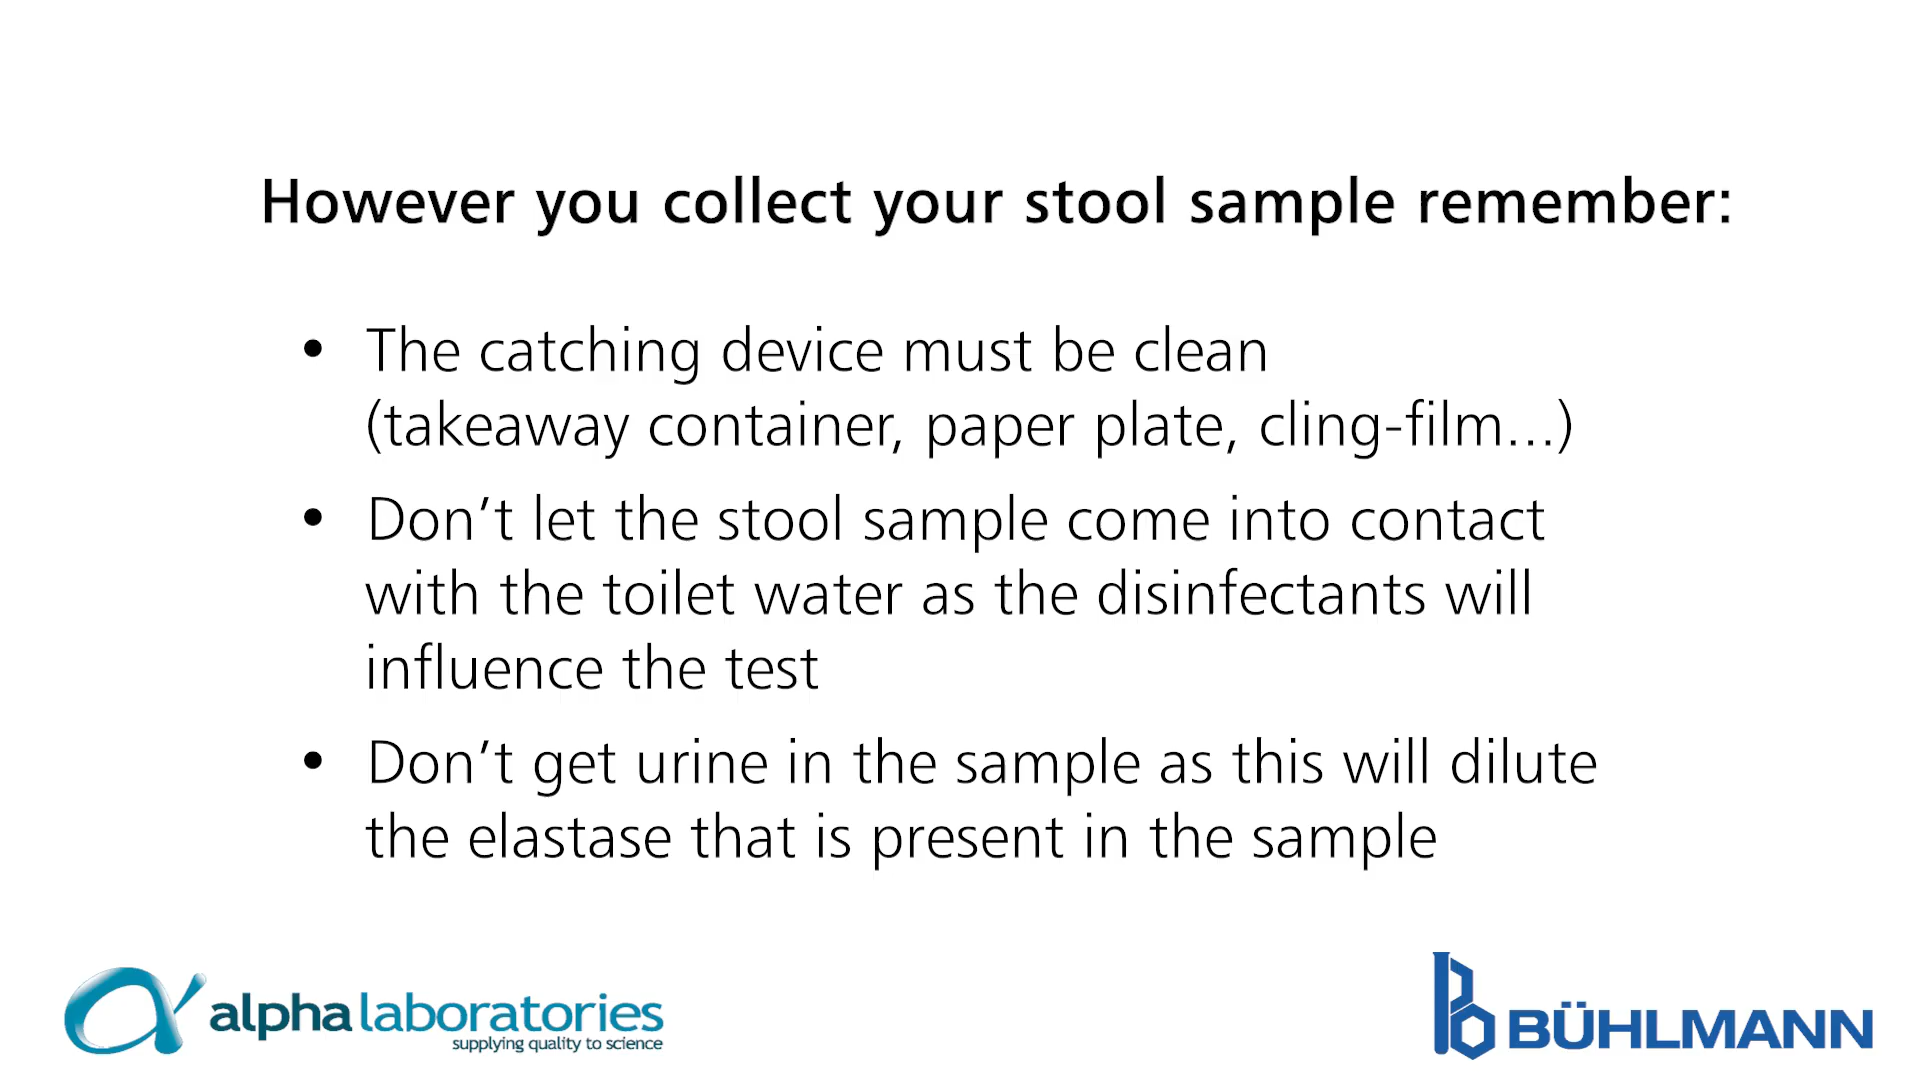 However you collect your stool sample remember:
• The catching device must be clean
(takeaway container, paper plate, cling-film...)
• Don’t let the stool sample come into contact
with the toilet water as the disinfectants will
influence the test
• Don’t get urine in the sample as this will dilute
the elastase that is present in the sample
alpha laboratories
supplying quality to science
BÜHLMANN